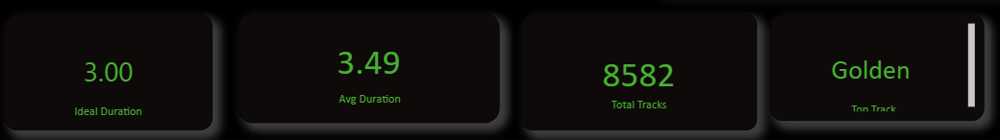 3.00
Ideal Duration
3.49
Avg Duration
8582
Total Tracks
Golden
Top Track